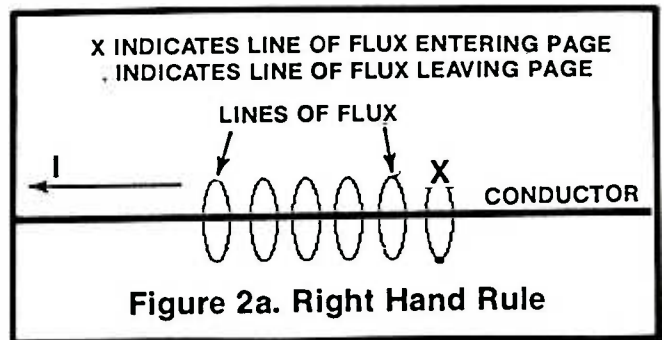 X INDICATES LINE OF FLUX ENTERING PAGE
. INDICATES LINE OF FLUX LEAVING PAGE
LINES OF FLUX
I
X
CONDUCTOR
Figure 2a. Right Hand Rule